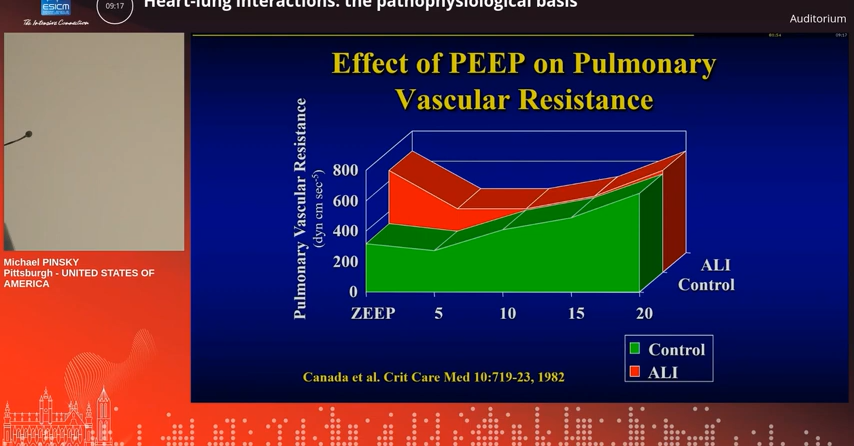 ESICM
The Intensive Connection
09:17
Heart-lung interactions: the pathophysiological basis
Auditorium
Effect of PEEP on Pulmonary
Vascular Resistance
Pulmonary Vascular Resistance
(dyn cm sec-5)
800
600
400
200
0
ZEEP 5 10 15 20
ALI
Control
Control
ALI
Canada et al. Crit Care Med 10:719-23, 1982
Michael PINSKY
Pittsburgh - UNITED STATES OF
AMERICA